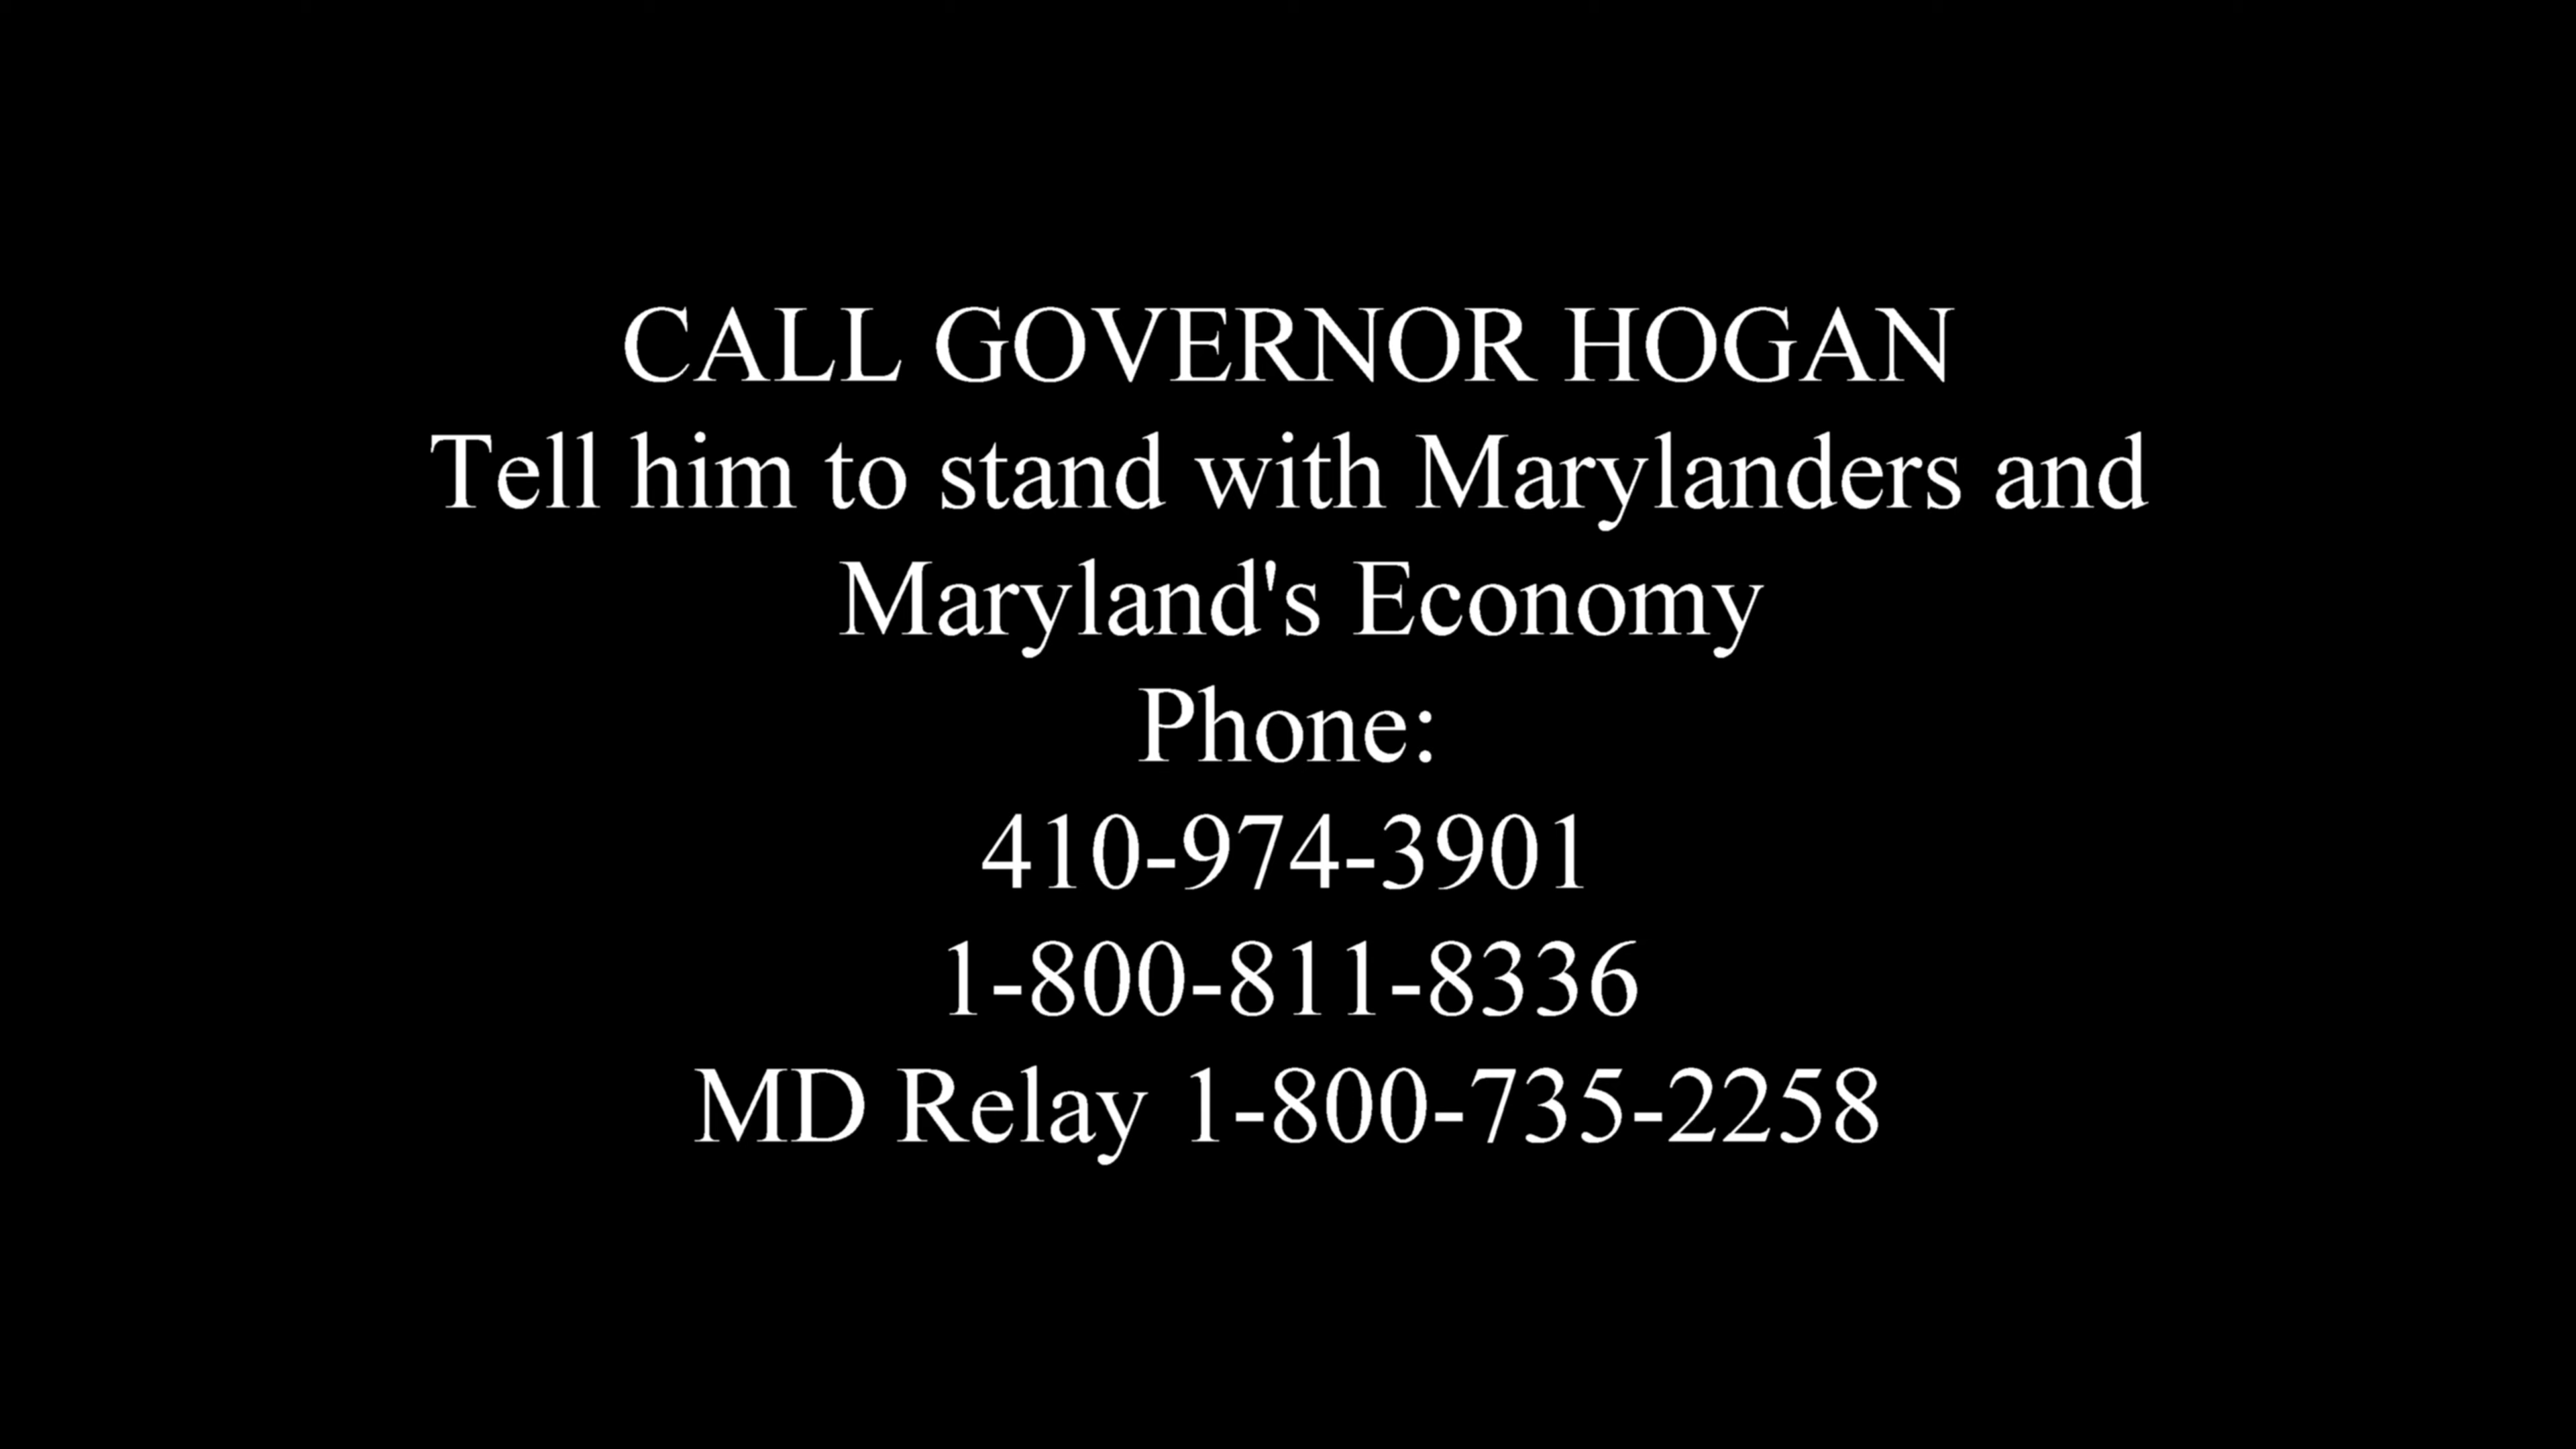 CALL GOVERNOR HOGAN
Tell him to stand with Marylanders and
Maryland's Economy
Phone:
410-974-3901
1-800-811-8336
MD Relay 1-800-735-2258